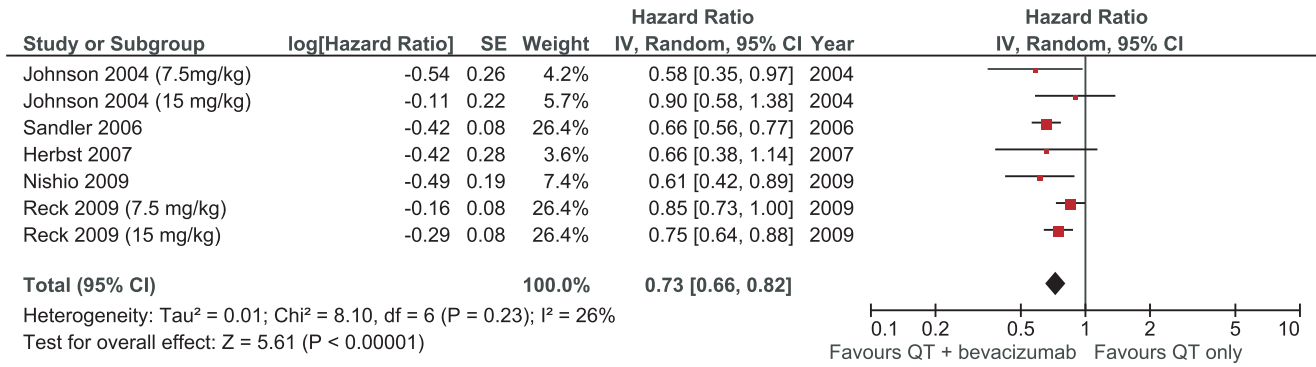 Hazard Ratio Hazard Ratio
Study or Subgroup log[Hazard Ratio] SE Weight IV, Random, 95% CI Year IV, Random, 95% CI
Johnson 2004 (7.5mg/kg) -0.54 0.26 4.2% 0.58 [0.35, 0.97] 2004
Johnson 2004 (15 mg/kg) -0.11 0.22 5.7% 0.90 [0.58, 1.38] 2004
Sandler 2006 -0.42 0.08 26.4% 0.66 [0.56, 0.77] 2006
Herbst 2007 -0.42 0.28 3.6% 0.66 [0.38, 1.14] 2007
Nishio 2009 -0.49 0.19 7.4% 0.61 [0.42, 0.89] 2009
Reck 2009 (7.5 mg/kg) -0.16 0.08 26.4% 0.85 [0.73, 1.00] 2009
Reck 2009 (15 mg/kg) -0.29 0.08 26.4% 0.75 [0.64, 0.88] 2009
Total (95% CI) 100.0% 0.73 [0.66, 0.82]
Heterogeneity: Tau² = 0.01; Chi² = 8.10, df = 6 (P = 0.23); I² = 26%
Test for overall effect: Z = 5.61 (P < 0.00001)
0.1 0.2 0.5 1 2 5 10
Favours QT + bevacizumab Favours QT only